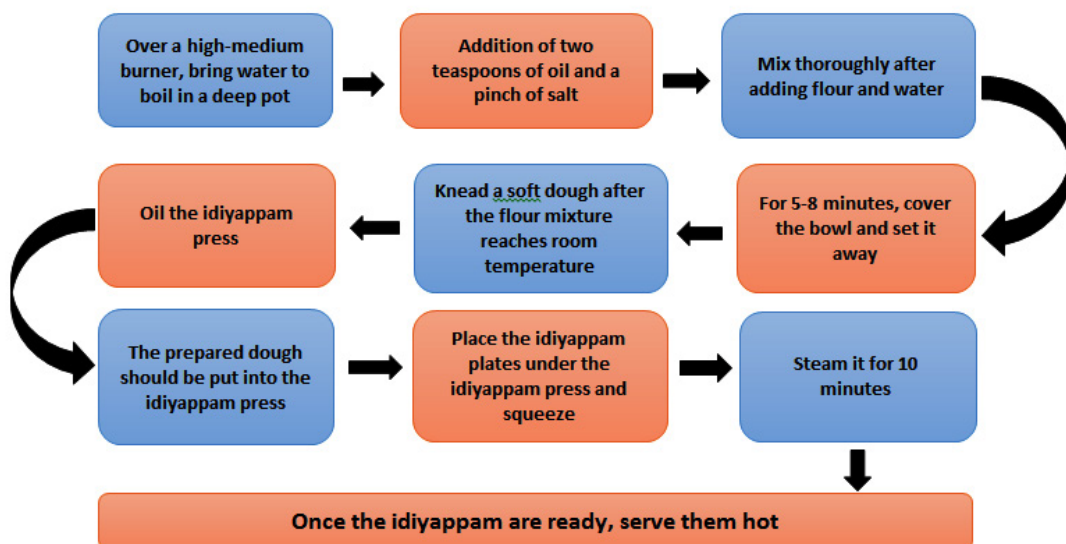 Over a high-medium
burner, bring water to
boil in a deep pot
Addition of two
teaspoons of oil and a
pinch of salt
Mix thoroughly after
adding flour and water
For 5-8 minutes, cover
the bowl and set it
away
Knead a soft dough after
the flour mixture
reaches room
temperature
Oil the idiyappam
press
The prepared dough
should be put into the
idiyappam press
Place the idiyappam
plates under the
idiyappam press and
squeeze
Steam it for 10
minutes
Once the idiyappam are ready, serve them hot